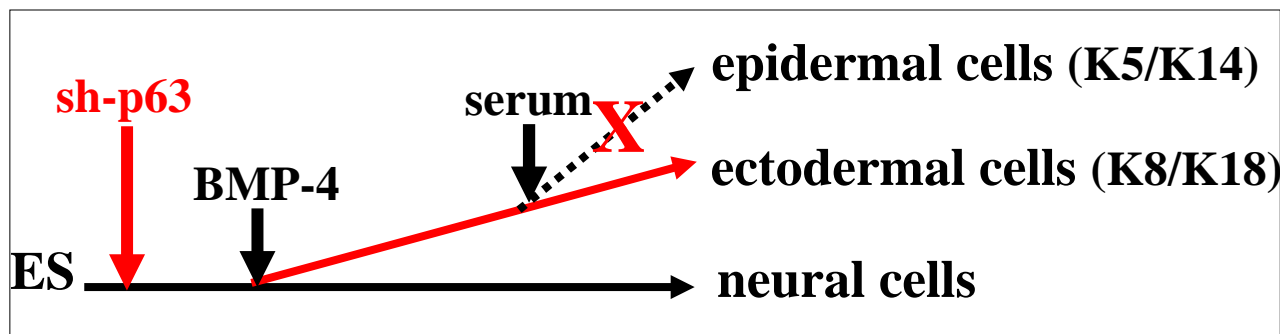 epidermal cells (K5/K14)
sh-p63
serum
X
ectodermal cells (K8/K18)
BMP-4
ES
neural cells